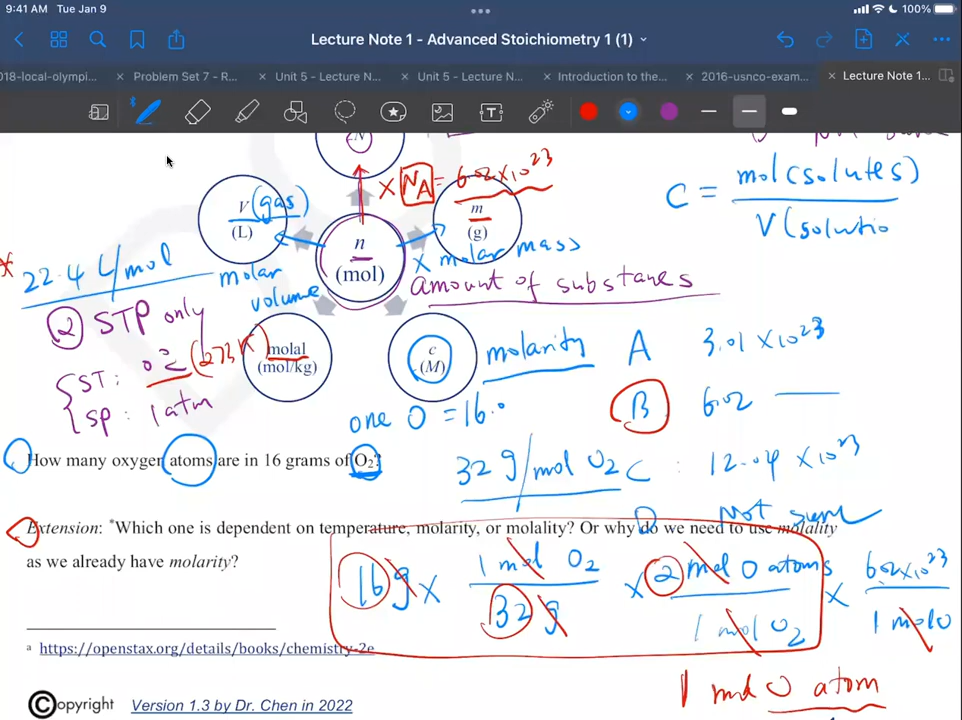 9:41 AM Tue Jan 9
100%
Lecture Note 1 - Advanced Stoichiometry 1 (1)
018-local-olympi...
Problem Set 7 - R...
Unit 5 - Lecture N...
Unit 5 - Lecture N...
Introduction to the...
2016-usnco-exam...
Lecture Note 1...
N
× NA = 6.02 × 10^23
C = mol(solutes)
V(solutio
V(gas)
(L)
m
(g)
n
(mol)
22.4 L/mol
molar
volume
× molar mass
amount of substanes
② STP only
ST: 0℃ (273K)
SP: 1 atm
molal
(mol/kg)
c
(M)
molarity
A 3.01 × 10^23
B 6.02
one O = 16.0
How many oxygen atoms are in 16 grams of O2?
32 g/mol O2
C : 12.04 × 10^23
D Not sure
Extension: *Which one is dependent on temperature, molarity, or molality? Or why do we need to use molality
as we already have molarity?
16 g × 1 mol O2 × 2 mol O atoms × 6.02×10^23
32 g 1 mol O2 1 mol O
a https://openstax.org/details/books/chemistry-2e
1 mol O atom
©opyright Version 1.3 by Dr. Chen in 2022